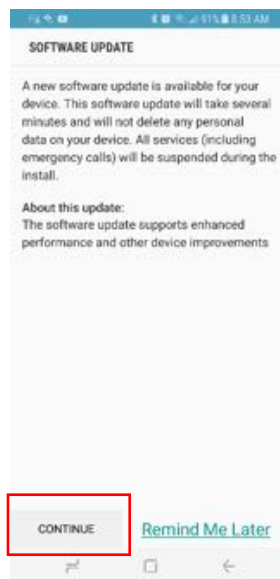 91% 8:53 AM
SOFTWARE UPDATE
A new software update is available for your
device. This software update will take several
minutes and will not delete any personal
data on your device. All services (including
emergency calls) will be suspended during the
install.
About this update:
The software update supports enhanced
performance and other device improvements
CONTINUE
Remind Me Later